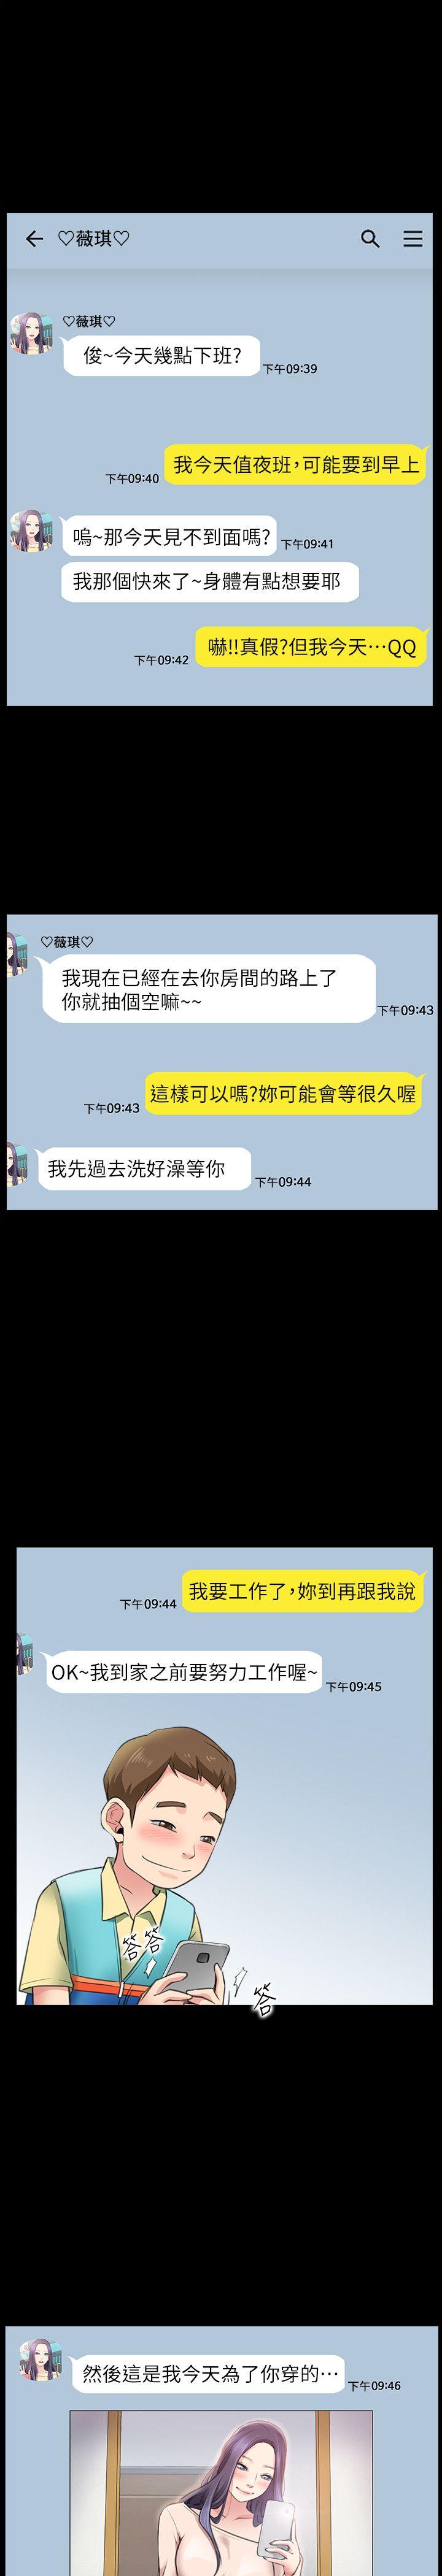 ♡薇琪♡
♡薇琪♡
俊~今天幾點下班?
下午09:39
我今天值夜班,可能要到早上
下午09:40
嗚~那今天見不到面嗎?
下午09:41
我那個快來了~身體有點想要耶
嚇!!真假?但我今天…QQ
下午09:42
♡薇琪♡
我現在已經在去你房間的路上了
你就抽個空嘛~~
下午09:43
這樣可以嗎?妳可能會等很久喔
下午09:43
我先過去洗好澡等你
下午09:44
我要工作了,妳到再跟我說
下午09:44
OK~我到家之前要努力工作喔~
下午09:45
答答
答
然後這是我今天為了你穿的…
下午09:46